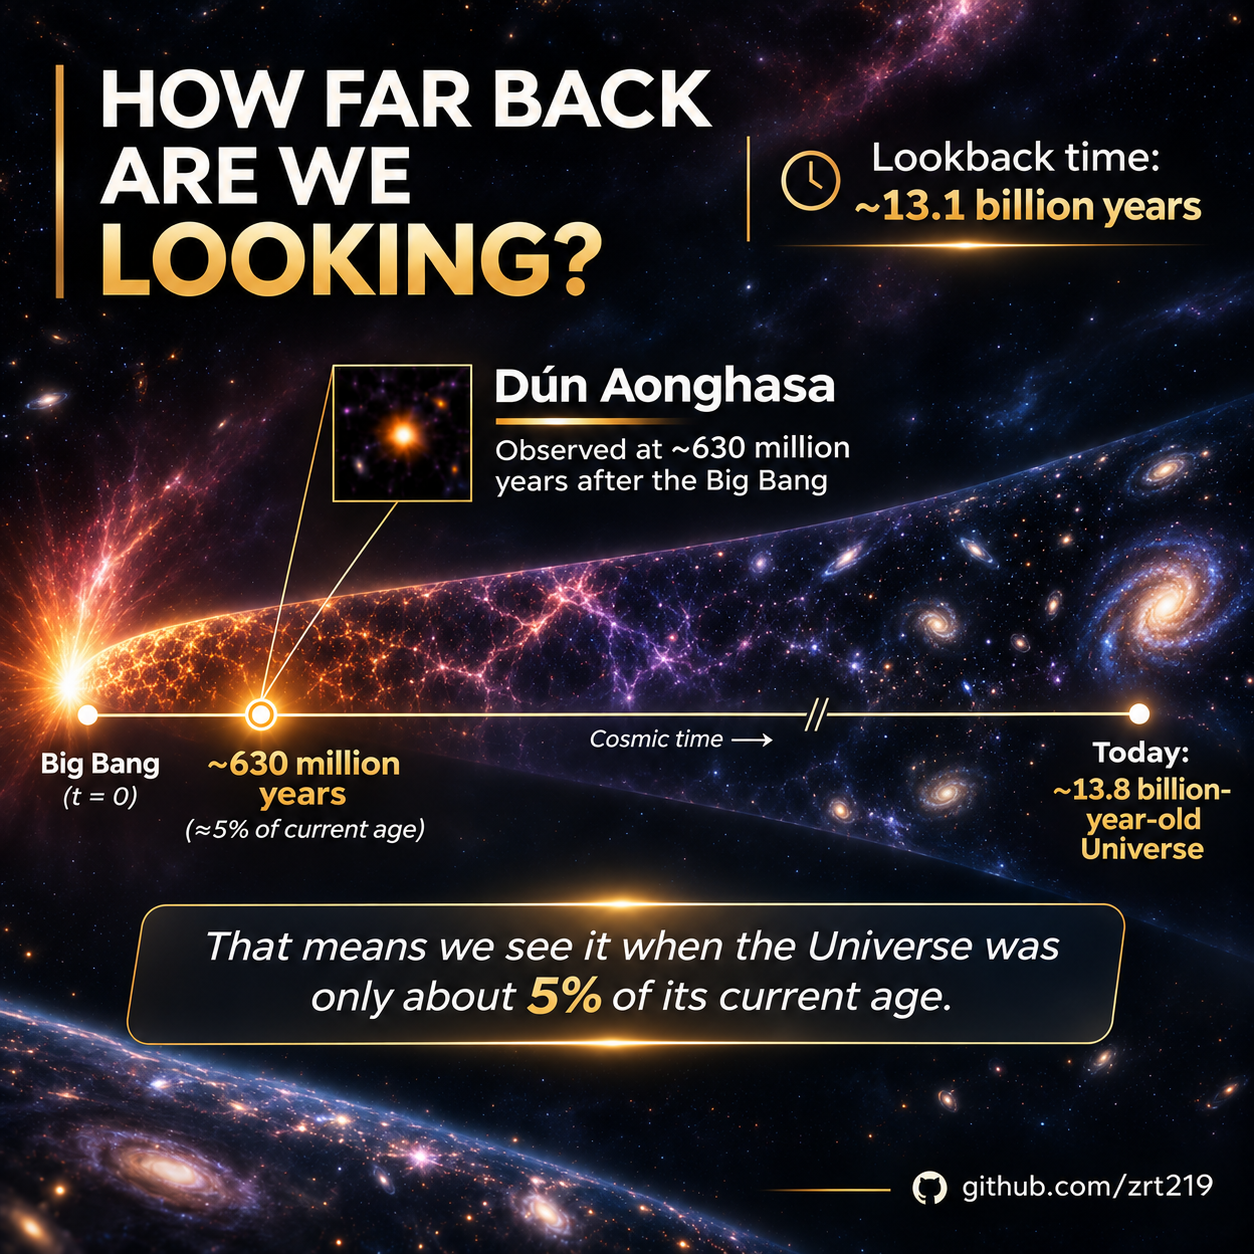 HOW FAR BACK
ARE WE
LOOKING?
Lookback time:
~13.1 billion years
Dún Aonghasa
Observed at ~630 million
years after the Big Bang
Cosmic time →
Big Bang
(t = 0)
~630 million
years
(≈5% of current age)
Today:
~13.8 billion-
year-old
Universe
That means we see it when the Universe was
only about 5% of its current age.
github.com/zrt219